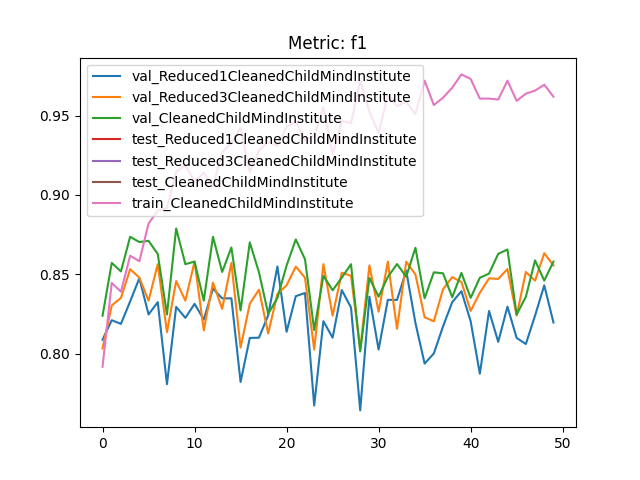 Metric: f1
val_Reduced1CleanedChildMindInstitute
val_Reduced3CleanedChildMindInstitute
val_CleanedChildMindInstitute
test_Reduced1CleanedChildMindInstitute
test_Reduced3CleanedChildMindInstitute
test_CleanedChildMindInstitute
train_CleanedChildMindInstitute
0.95
0.90
0.85
0.80
0 10 20 30 40 50